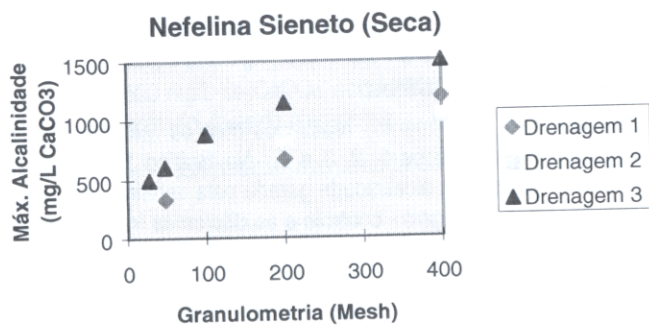 Nefelina Sieneto (Seca)
Máx. Alcalinidade
(mg/L CaCO3)
1500
1000
500
0
0 100 200 300 400
Granulometria (Mesh)
Drenagem 1
Drenagem 2
Drenagem 3